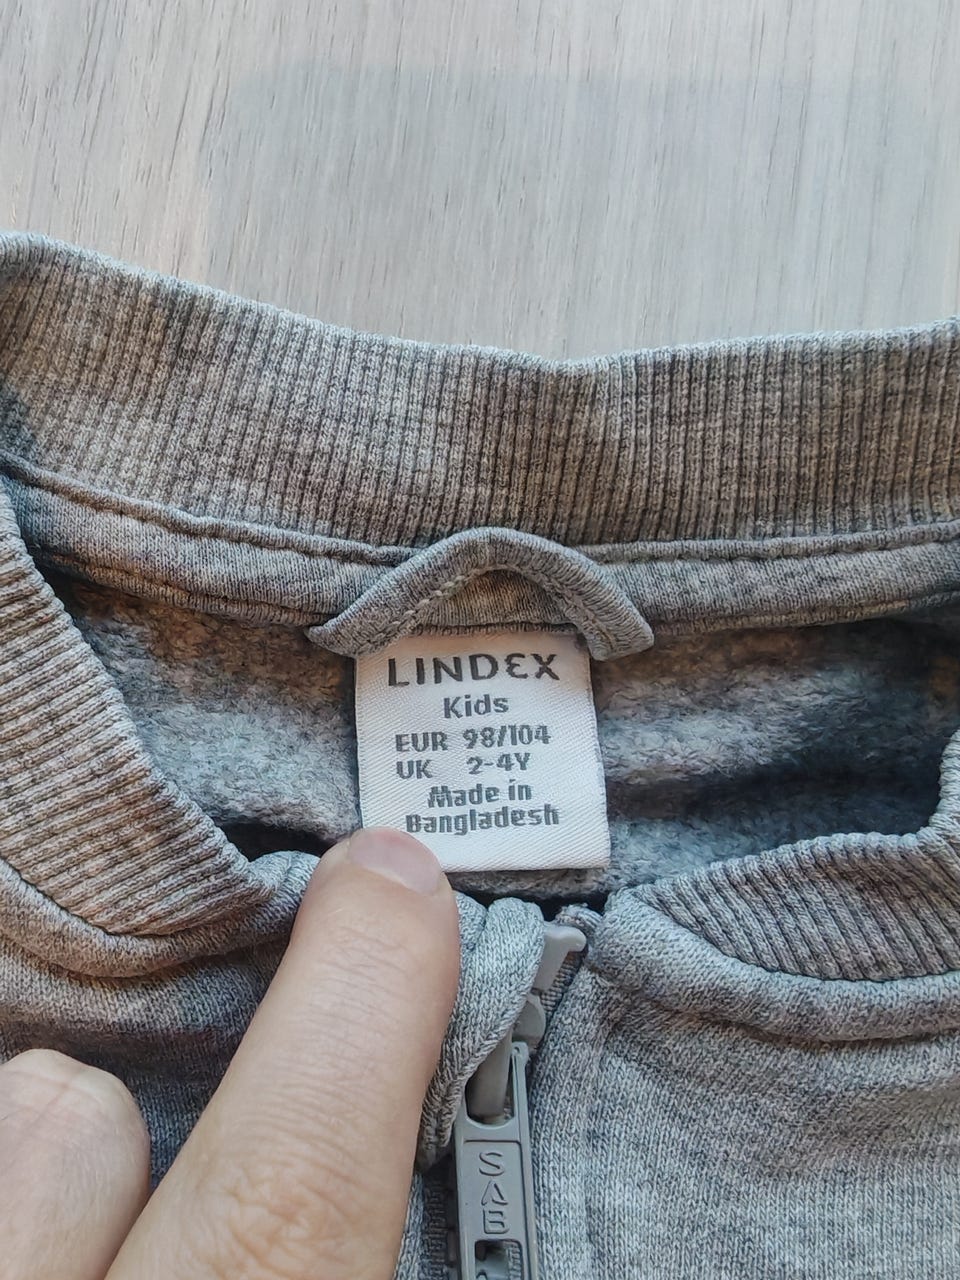 LINDEX
Kids
EUR 98/104
UK 2-4Y
Made in
Bangladesh
SAB